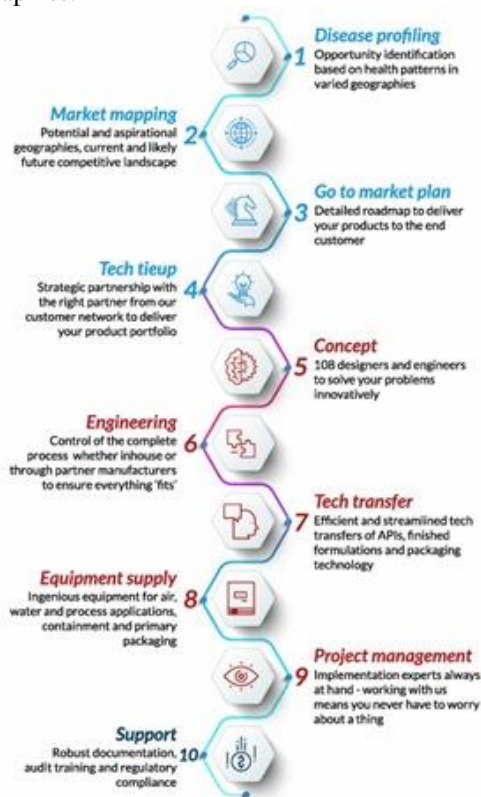 Disease profiling
1
Opportunity identification
based on health patterns in
varied geographies
Market mapping
2
Potential and aspirational
geographies, current and likely
future competitive landscape
Go to market plan
3
Detailed roadmap to deliver
your products to the end
customer
Tech tieup
4
Strategic partnership with
the right partner from our
customer network to deliver
your product portfolio
Concept
5
108 designers and engineers
to solve your problems
innovatively
Engineering
6
Control of the complete
process whether inhouse or
through partner manufacturers
to ensure everything 'fits'
Tech transfer
7
Efficient and streamlined tech
transfers of APIs, finished
formulations and packaging
technology
Equipment supply
8
Ingenious equipment for air,
water and process applications,
containment and primary
packaging
Project management
9
Implementation experts always
at hand - working with us
means you never have to worry
about a thing
Support
10
Robust documentation,
audit training and regulatory
compliance